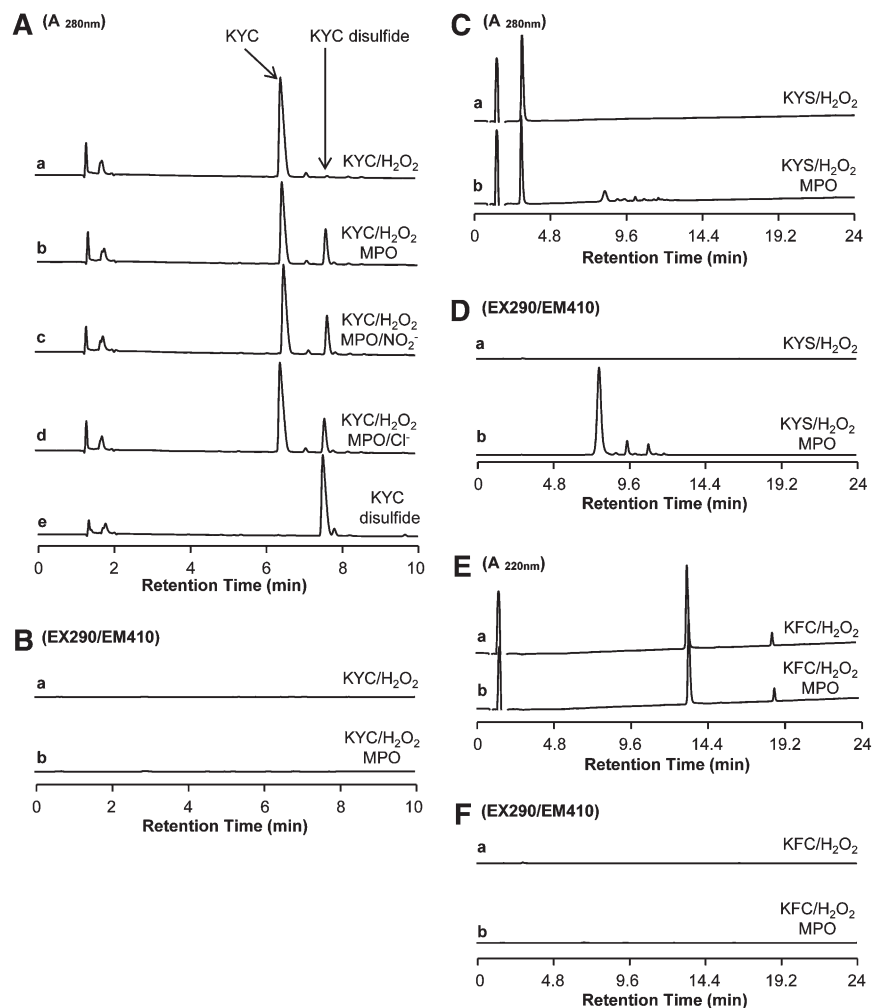 A (A 280nm)
KYC
KYC disulfide
a
KYC/H₂O₂
b
KYC/H₂O₂
MPO
c
KYC/H₂O₂
MPO/NO₂⁻
d
KYC/H₂O₂
MPO/Cl⁻
e
KYC
disulfide
0 2 4 6 8 10
Retention Time (min)
B (EX290/EM410)
a
KYC/H₂O₂
b
KYC/H₂O₂
MPO
0 2 4 6 8 10
Retention Time (min)
C (A 280nm)
a
KYS/H₂O₂
b
KYS/H₂O₂
MPO
0 4.8 9.6 14.4 19.2 24
Retention Time (min)
D (EX290/EM410)
a
KYS/H₂O₂
b
KYS/H₂O₂
MPO
0 4.8 9.6 14.4 19.2 24
Retention Time (min)
E (A 220nm)
a
KFC/H₂O₂
b
KFC/H₂O₂
MPO
0 4.8 9.6 14.4 19.2 24
Retention Time (min)
F (EX290/EM410)
a
KFC/H₂O₂
b
KFC/H₂O₂
MPO
0 4.8 9.6 14.4 19.2 24
Retention Time (min)